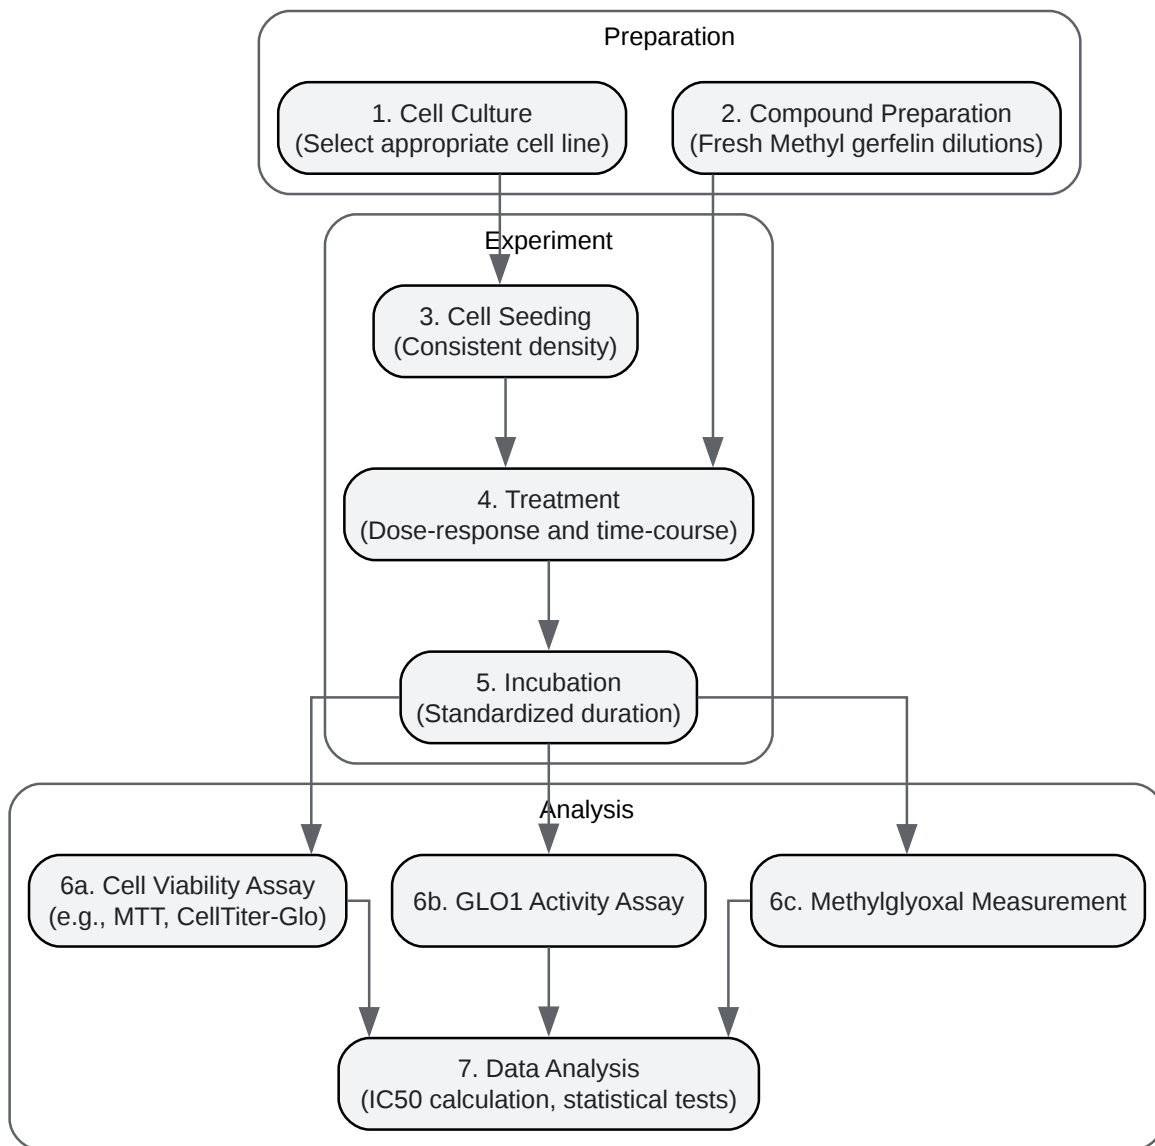 Preparation
1. Cell Culture
(Select appropriate cell line)
2. Compound Preparation
(Fresh Methyl gerfelin dilutions)
Experiment
3. Cell Seeding
(Consistent density)
4. Treatment
(Dose-response and time-course)
5. Incubation
(Standardized duration)
Analysis
6a. Cell Viability Assay
(e.g., MTT, CellTiter-Glo)
6b. GLO1 Activity Assay
6c. Methylglyoxal Measurement
7. Data Analysis
(IC50 calculation, statistical tests)